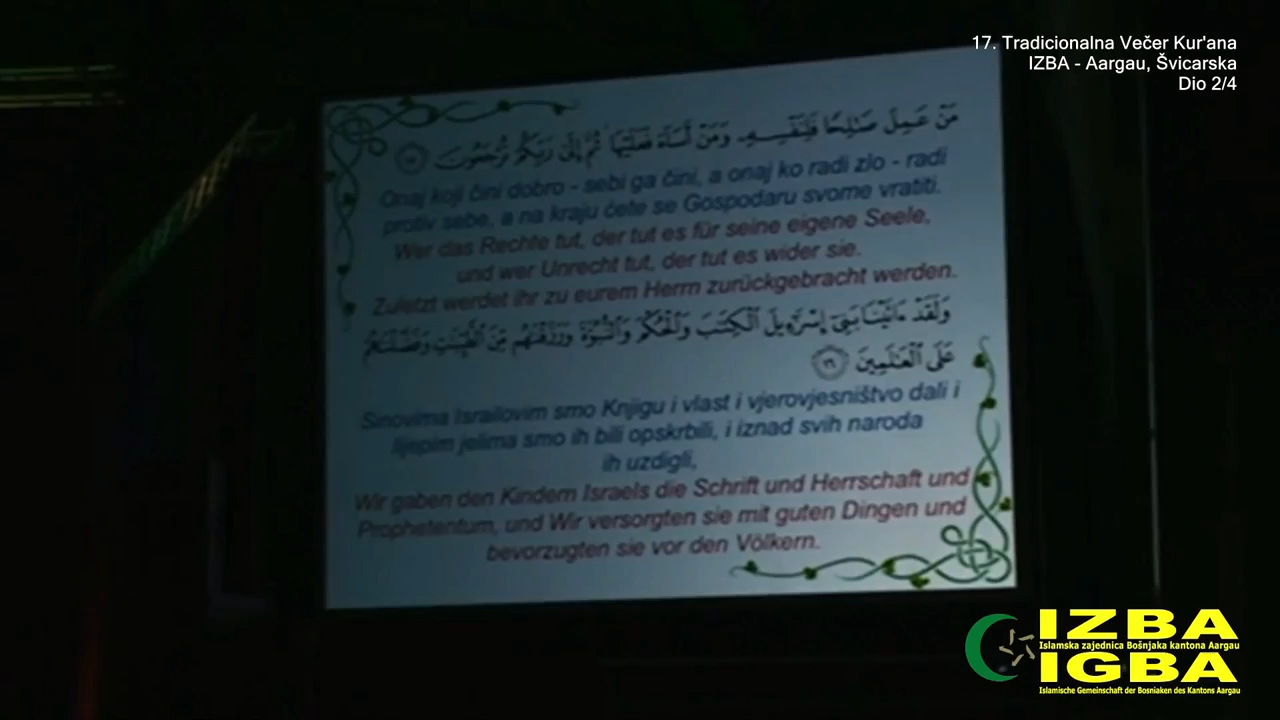 17. Tradicionalna Večer Kur'ana
IZBA - Aargau, Švicarska
Dio 2/4
مَنْ عَمِلَ صَـٰلِحًا فَلِنَفْسِهِۦ وَمَنْ أَسَآءَ فَعَلَيْهَا ۖ ثُمَّ إِلَىٰ رَبِّكُمْ تُرْجَعُونَ ١٥
Onaj koji čini dobro - sebi ga čini, a onaj ko radi zlo - radi
protiv sebe, a na kraju ćete se Gospodaru svome vratiti.
Wer das Rechte tut, der tut es für seine eigene Seele,
und wer Unrecht tut, der tut es wider sie.
Zuletzt werdet ihr zu eurem Herrn zurückgebracht werden.
وَلَقَدْ ءَاتَيْنَا بَنِىٓ إِسْرَٰٓءِيلَ ٱلْكِتَـٰبَ وَٱلْحُكْمَ وَٱلنُّبُوَّةَ وَرَزَقْنَـٰهُم مِّنَ ٱلطَّيِّبَـٰتِ وَفَضَّلْنَـٰهُمْ
عَلَى ٱلْعَـٰلَمِينَ ١٦
Sinovima Israilovim smo Knjigu i vlast i vjerovjesništvo dali i
lijepim jelima smo ih bili opskrbili, i iznad svih naroda
ih uzdigli,
Wir gaben den Kindern Israels die Schrift und Herrschaft und
Prophetentum, und Wir versorgten sie mit guten Dingen und
bevorzugten sie vor den Völkern.
IZBA
Islamska zajednica Bošnjaka kantona Aargau
IGBA
Islamische Gemeinschaft der Bosniaken des Kantons Aargau